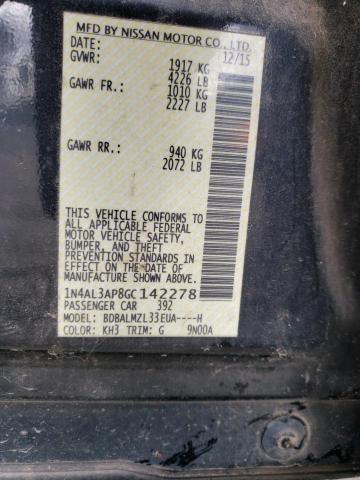 MFD BY NISSAN MOTOR CO., LTD.
DATE: 12/15
GVWR: 1917 KG
4226 LB
GAWR FR: 1010 KG
2227 LB
GAWR RR: 940 KG
2072 LB
THIS VEHICLE CONFORMS TO
ALL APPLICABLE FEDERAL
MOTOR VEHICLE SAFETY,
BUMPER, AND THEFT
PREVENTION STANDARDS
IN EFFECT ON THE DATE OF
MANUFACTURE SHOWN ABOVE.
1N4AL3AP8GC142278
PASSENGER CAR 392
MODEL: BDBALMZL33EUA----H
COLOR: KH3 TRIM: G 9N00A